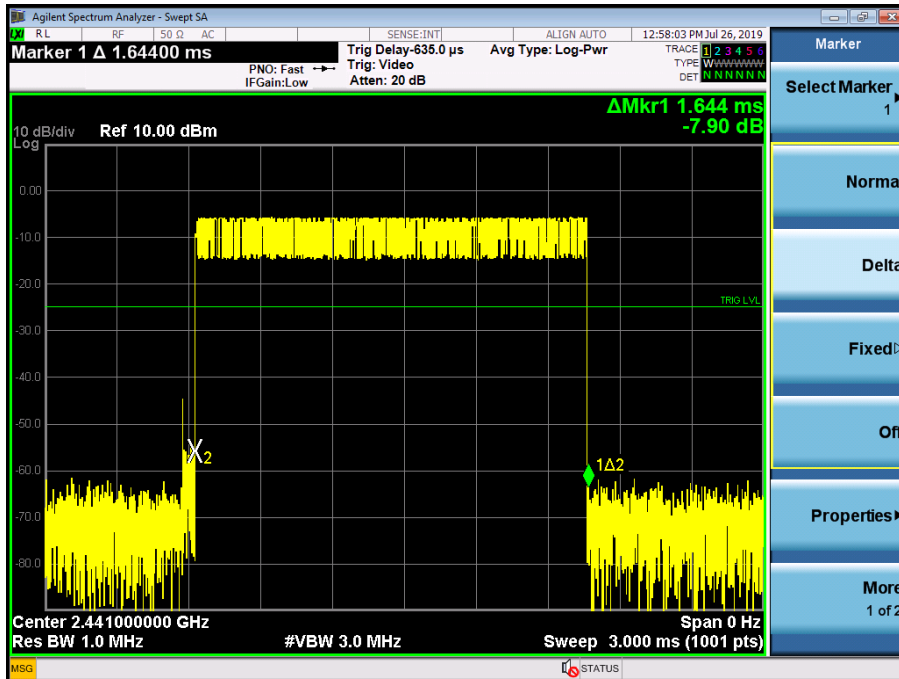 Agilent Spectrum Analyzer - Swept SA
LXI RL RF 50 Ω AC SENSE:INT ALIGN AUTO 12:58:03 PM Jul 26, 2019
Marker 1 Δ 1.64400 ms
PNO: Fast
IFGain:Low
Trig Delay-635.0 µs
Trig: Video
Atten: 20 dB
Avg Type: Log-Pwr
TRACE 1 2 3 4 5 6
TYPE WWWWWW
DET N N N N N N
ΔMkr1 1.644 ms
-7.90 dB
10 dB/div Ref 10.00 dBm
Log
0.00
-10.0
-20.0
TRIG LVL
-30.0
-40.0
-50.0
X2
-60.0
1Δ2
-70.0
-80.0
Center 2.441000000 GHz Span 0 Hz
Res BW 1.0 MHz #VBW 3.0 MHz Sweep 3.000 ms (1001 pts)
MSG STATUS
Marker
Select Marker
1
Norma
Delta
Fixed
Off
Properties
More
1 of 2